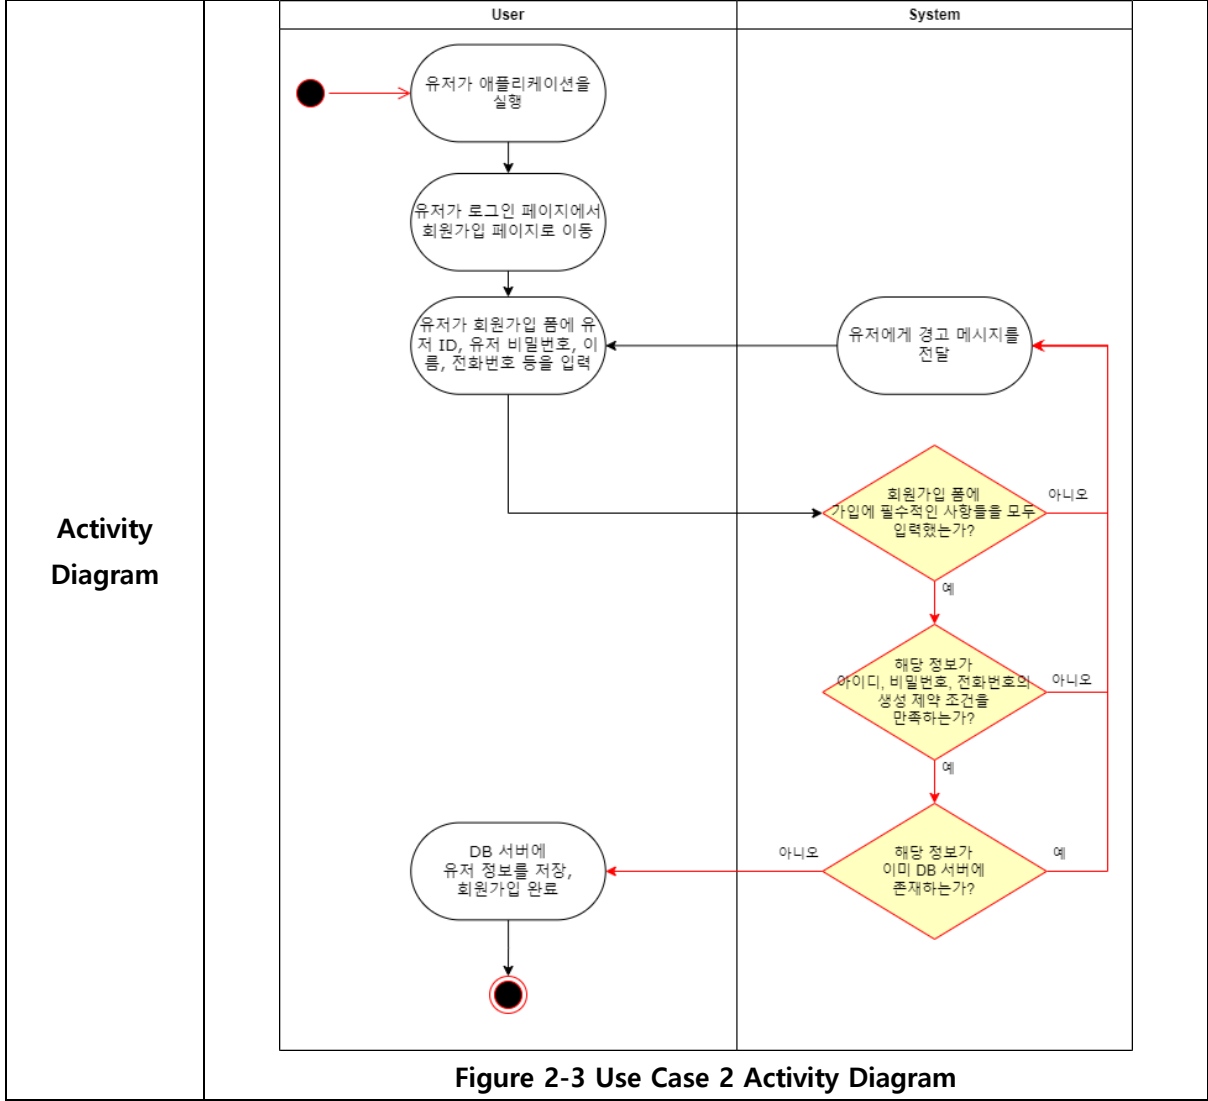 User
System
유저가 애플리케이션을
실행
유저가 로그인 페이지에서
회원가입 페이지로 이동
유저가 회원가입 폼에 유
저 ID, 유저 비밀번호, 이
름, 전화번호 등을 입력
유저에게 경고 메시지를
전달
회원가입 폼에
가입에 필수적인 사항들을 모두
입력했는가?
아니오
예
해당 정보가
아이디, 비밀번호, 전화번호의
생성 제약 조건을
만족하는가?
아니오
예
해당 정보가
이미 DB 서버에
존재하는가?
아니오
예
DB 서버에
유저 정보를 저장,
회원가입 완료
Activity
Diagram
Figure 2-3 Use Case 2 Activity Diagram